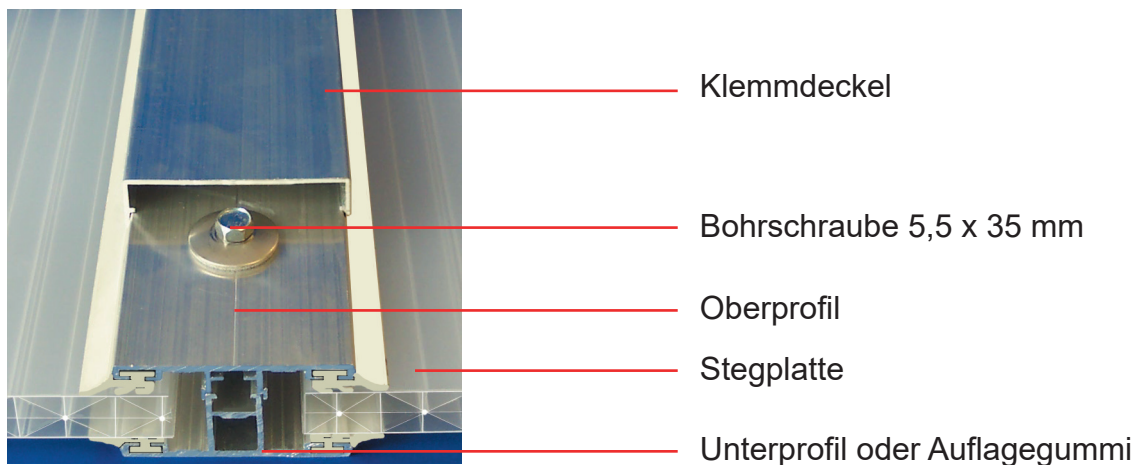 Klemmdeckel
Bohrschraube 5,5 x 35 mm
Oberprofil
Stegplatte
Unterprofil oder Auflagegummi